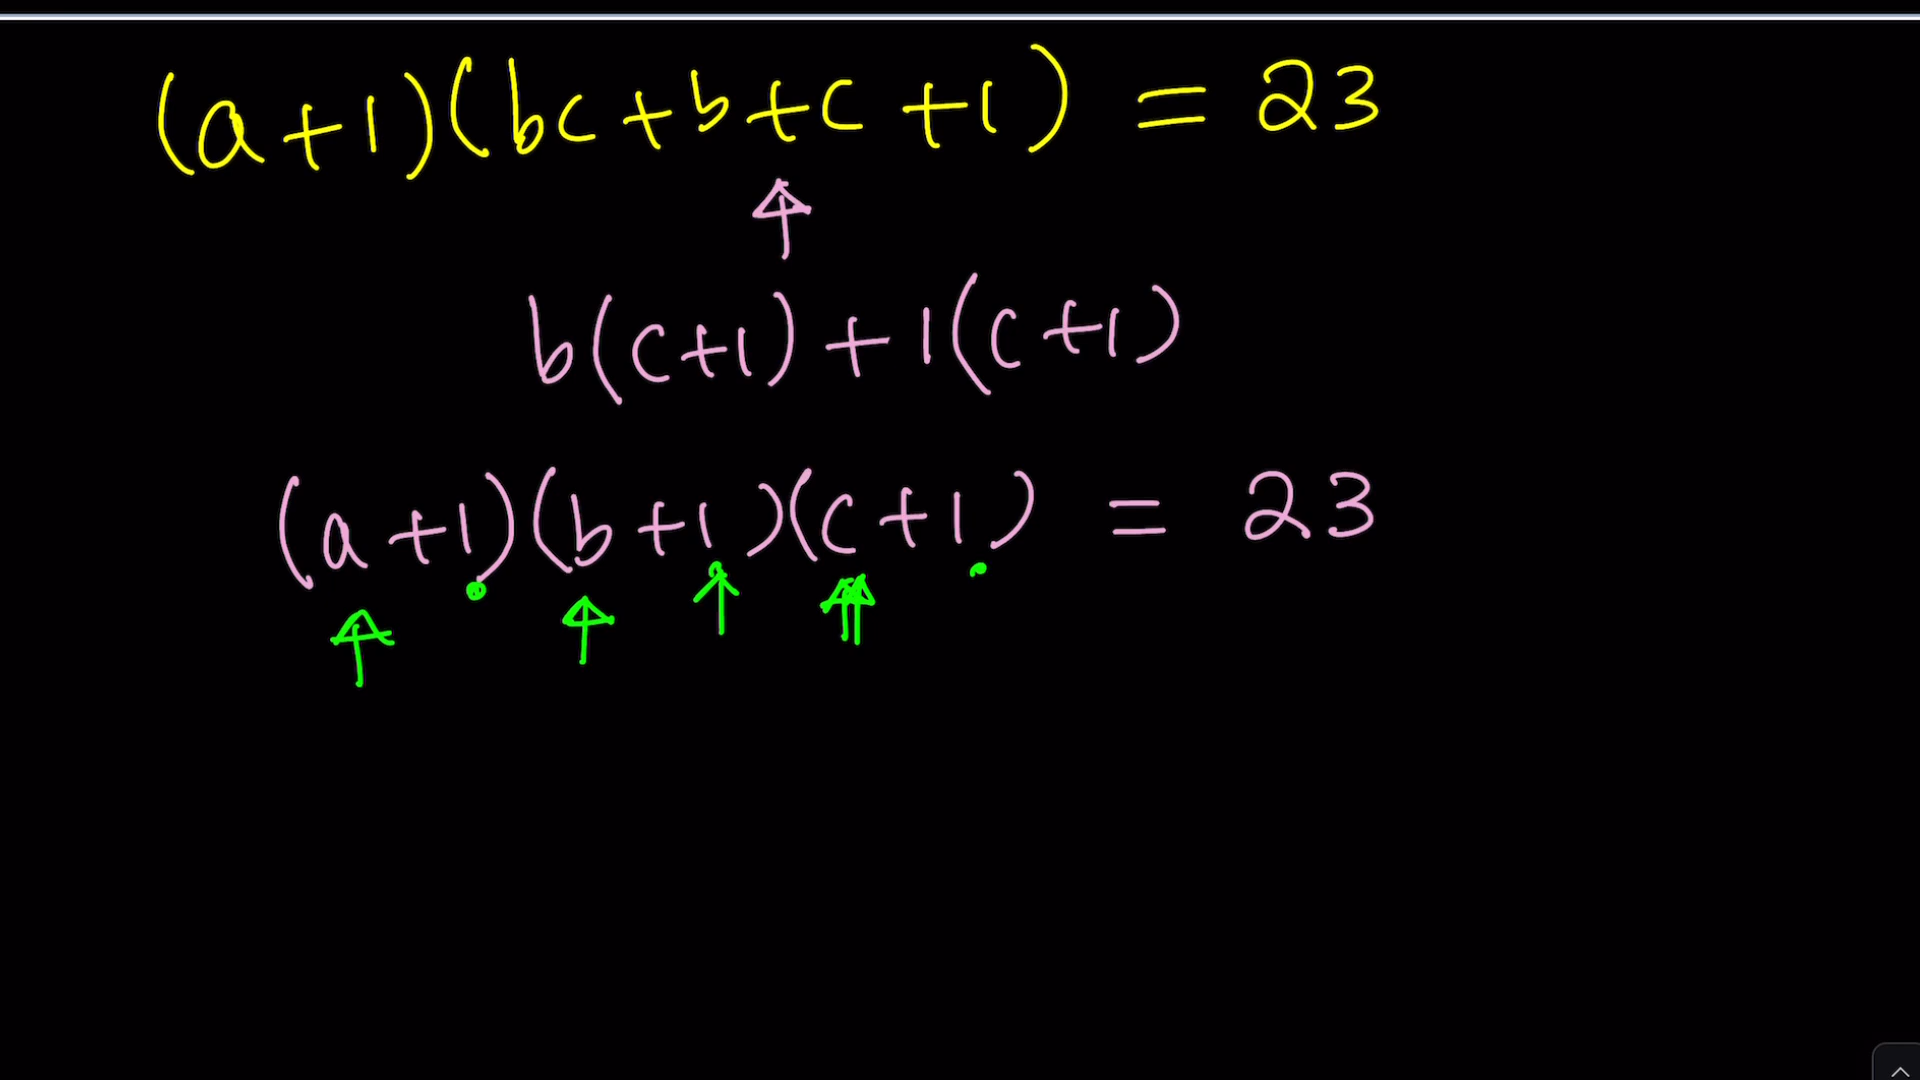 (a+1)(bc+b+c+1) = 23
b(c+1)+1(c+1)
(a+1)(b+1)(c+1) = 23